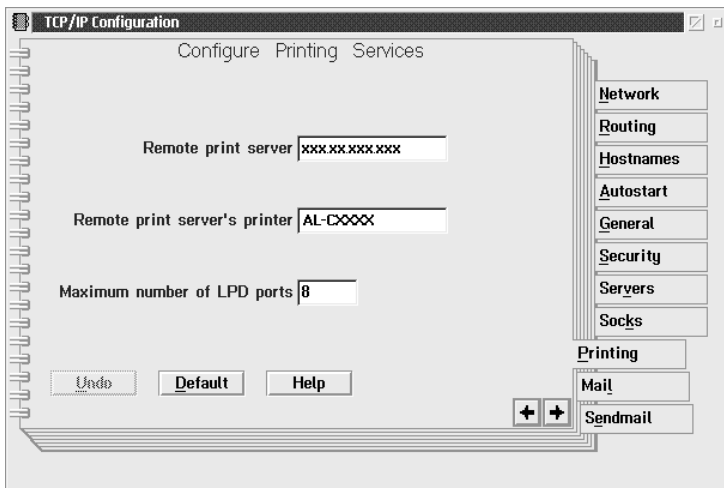 TCP/IP Configuration
Configure Printing Services
Remote print server xxx.xx.xxx.xxx
Remote print server's printer AL-CXXXX
Maximum number of LPD ports 8
Undo Default Help
Network
Routing
Hostnames
Autostart
General
Security
Servers
Socks
Printing
Mail
Sendmail